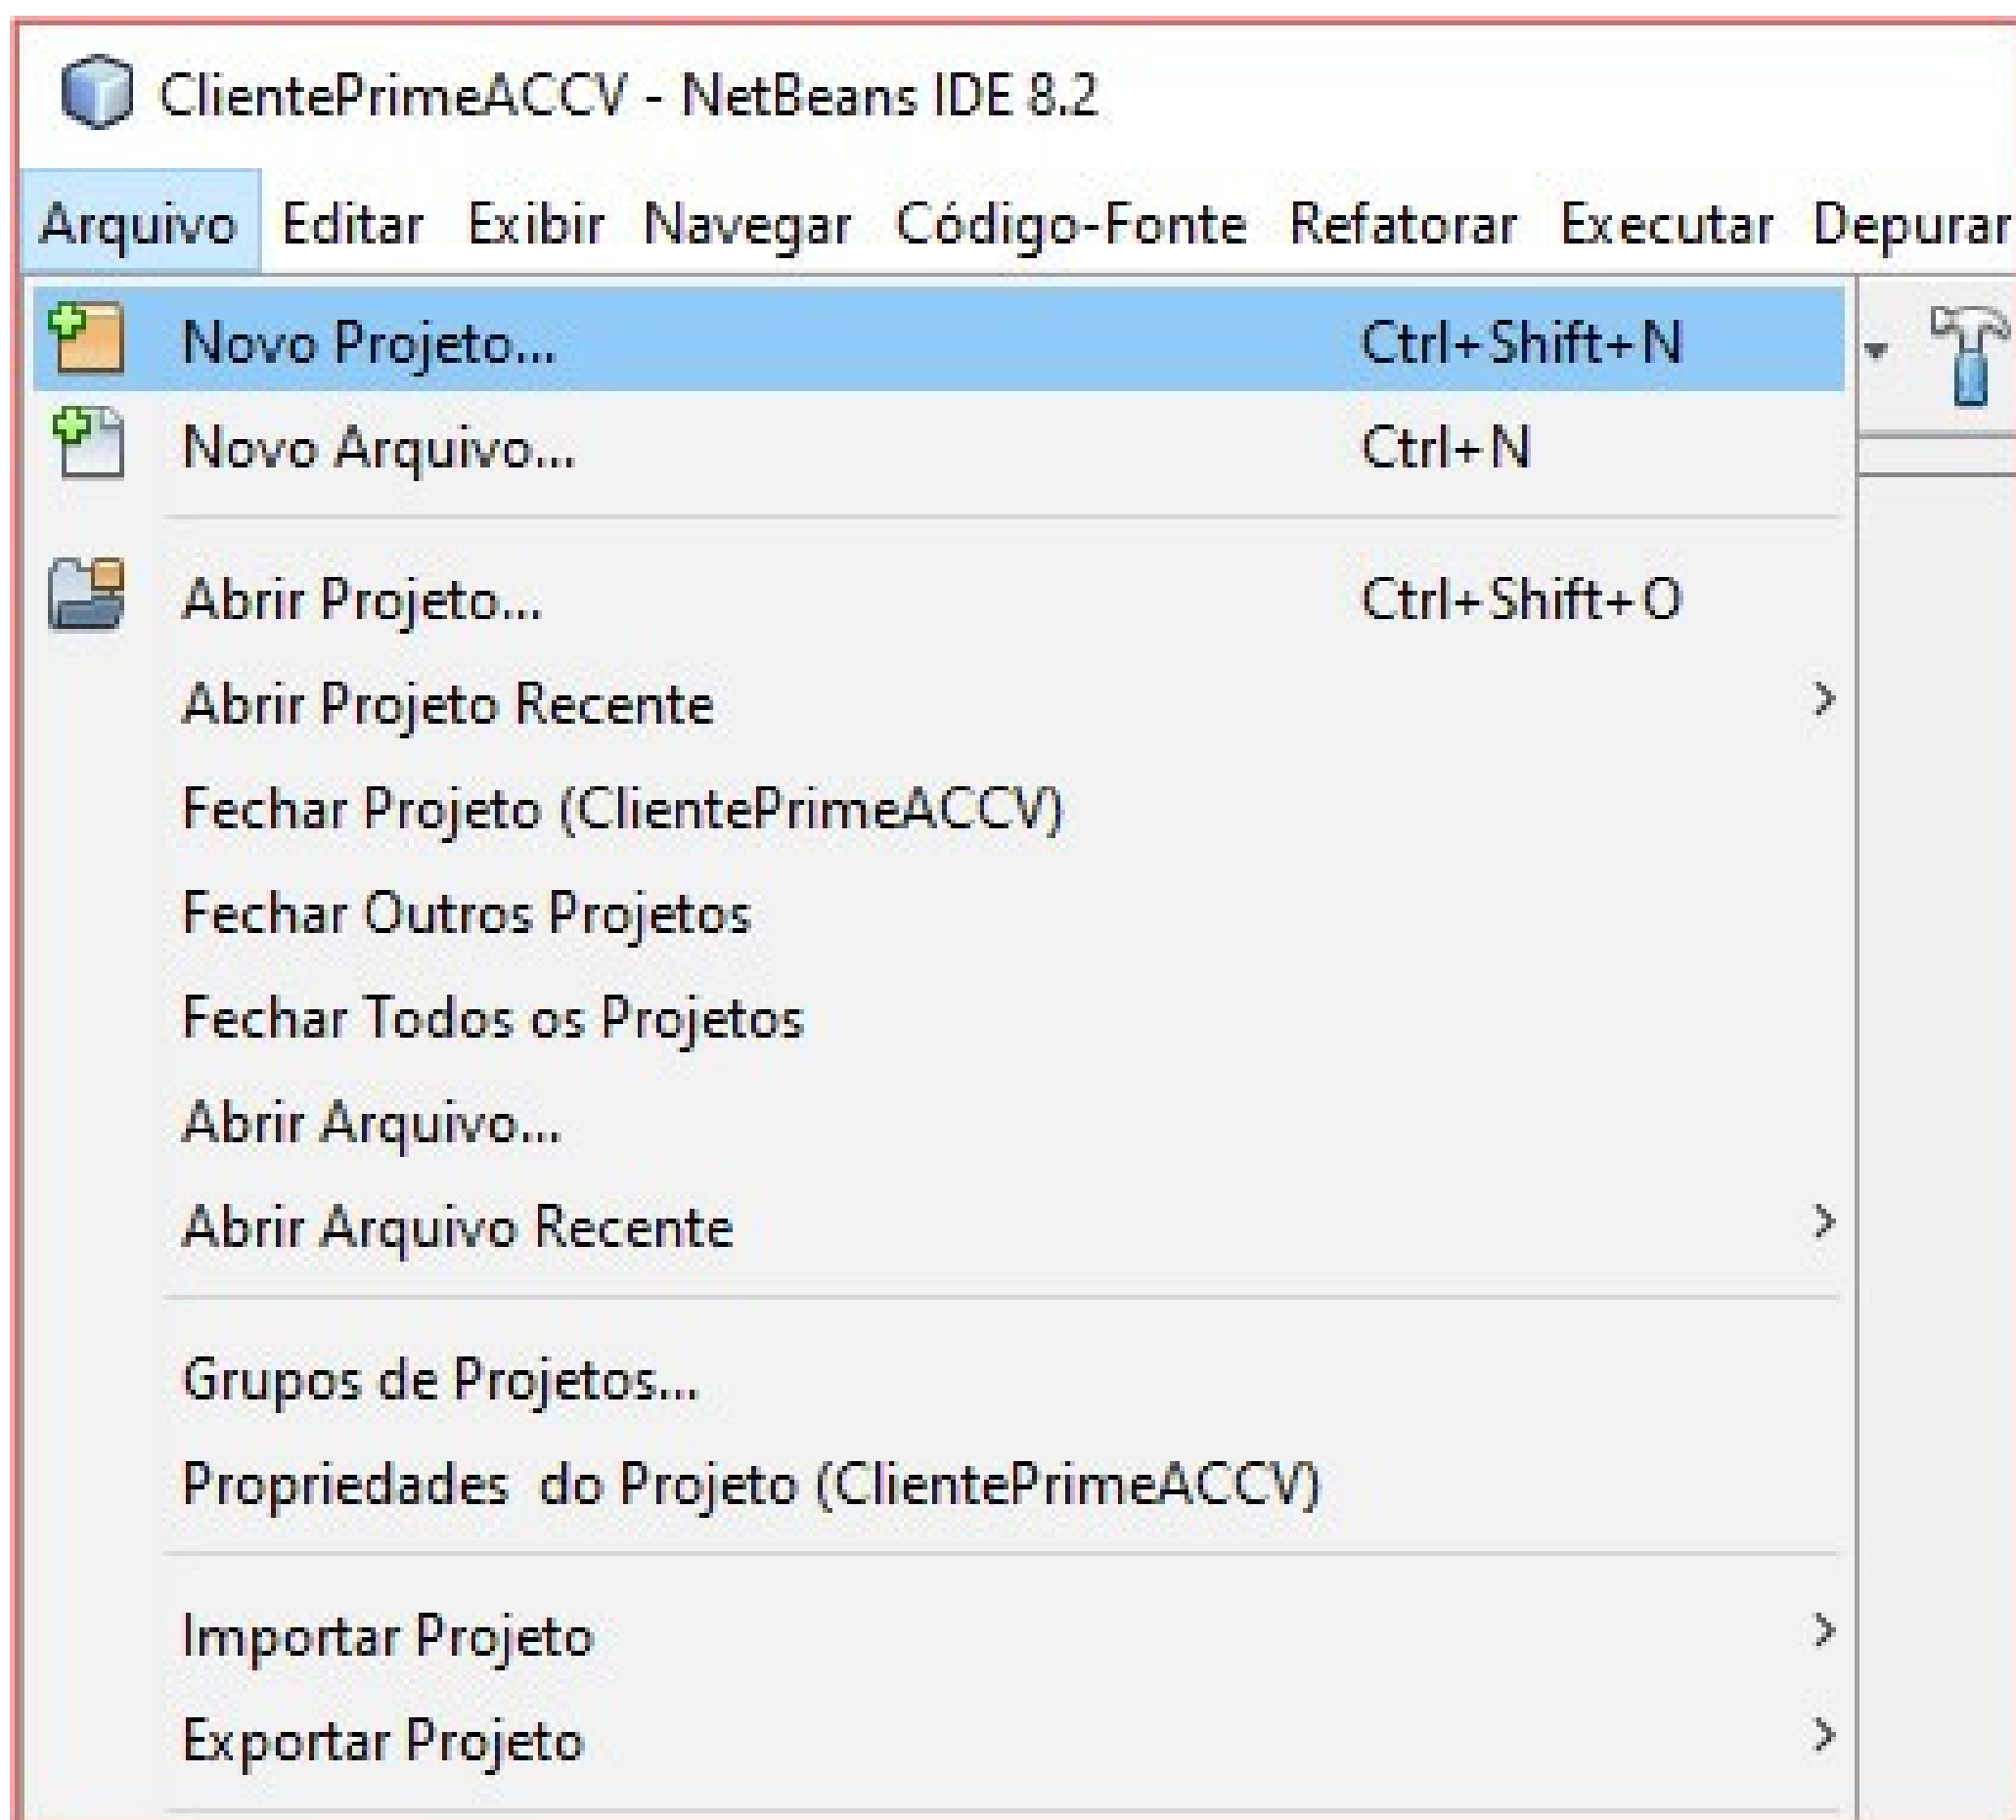 ClientePrimeACCV - NetBeans IDE 8.2
Arquivo Editar Exibir Navegar Código-Fonte Refatorar Executar Depurar
Novo Projeto... Ctrl+Shift+N
Novo Arquivo... Ctrl+N
Abrir Projeto... Ctrl+Shift+O
Abrir Projeto Recente
Fechar Projeto (ClientePrimeACCV)
Fechar Outros Projetos
Fechar Todos os Projetos
Abrir Arquivo...
Abrir Arquivo Recente
Grupos de Projetos...
Propriedades do Projeto (ClientePrimeACCV)
Importar Projeto
Exportar Projeto